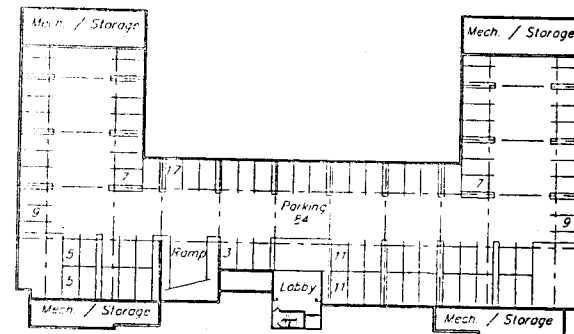 Mech. / Storage
Mech. / Storage
7
17
7
9
Parking
84
9
5
Ramp
3
11
5
Lobby
11
Mech. / Storage
Mech. / Storage